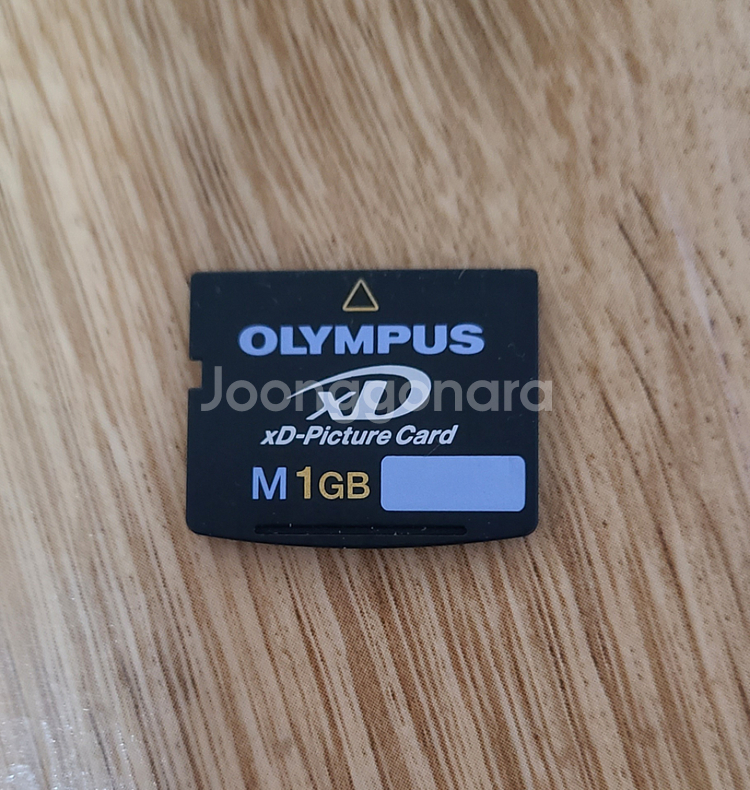 OLYMPUS
xD
Joonggonara
xD-Picture Card
M 1GB